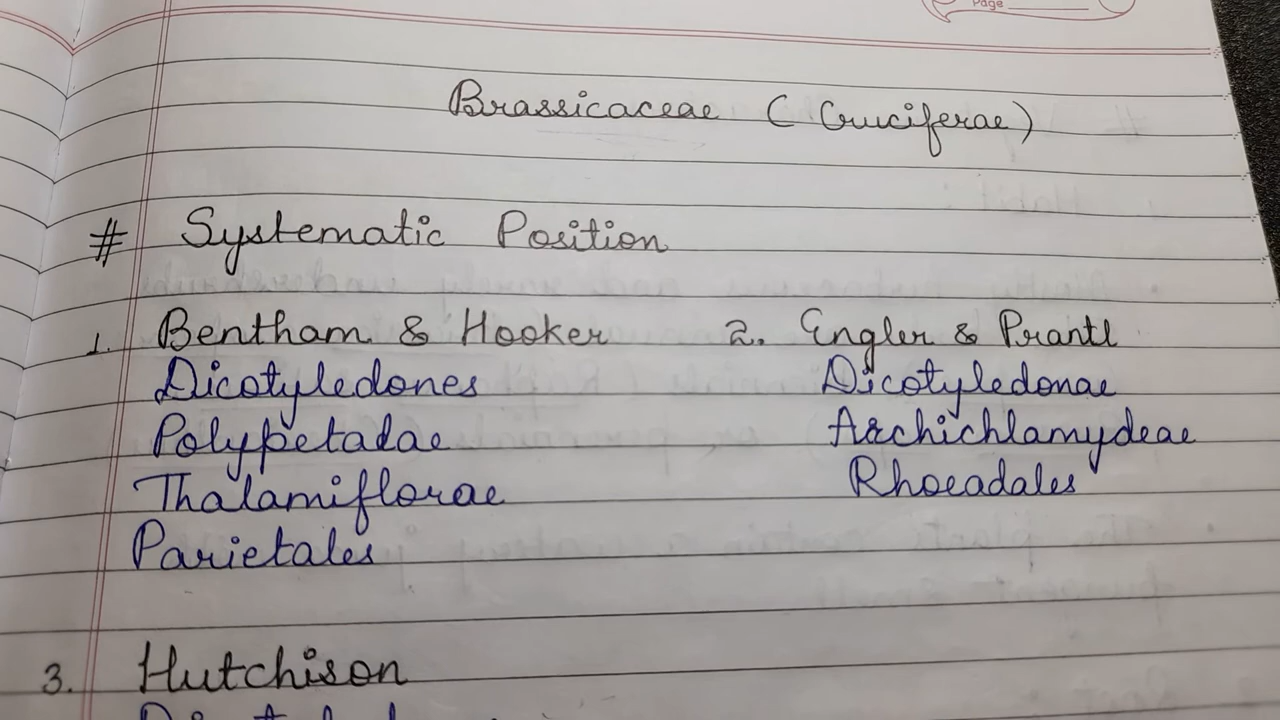 Page
Brassicaceae (Cruciferae)
# Systematic Position
1. Bentham & Hooker
Dicotyledones
Polypetadae
Thalamiflorae
Parietales
2. Engler & Prantl
Dicotyledonae
Archichlamydeae
Rhoeadales
3. Hutchison